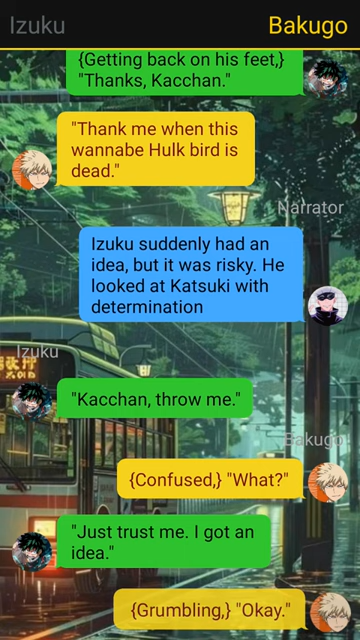 Izuku
Bakugo
{Getting back on his feet,}
"Thanks, Kacchan."
"Thank me when this
wannabe Hulk bird is
dead."
Narrator
Izuku suddenly had an
idea, but it was risky. He
looked at Katsuki with
determination
Izuku
"Kacchan, throw me."
Bakugo
{Confused,} "What?"
"Just trust me. I got an
idea."
{Grumbling,} "Okay."